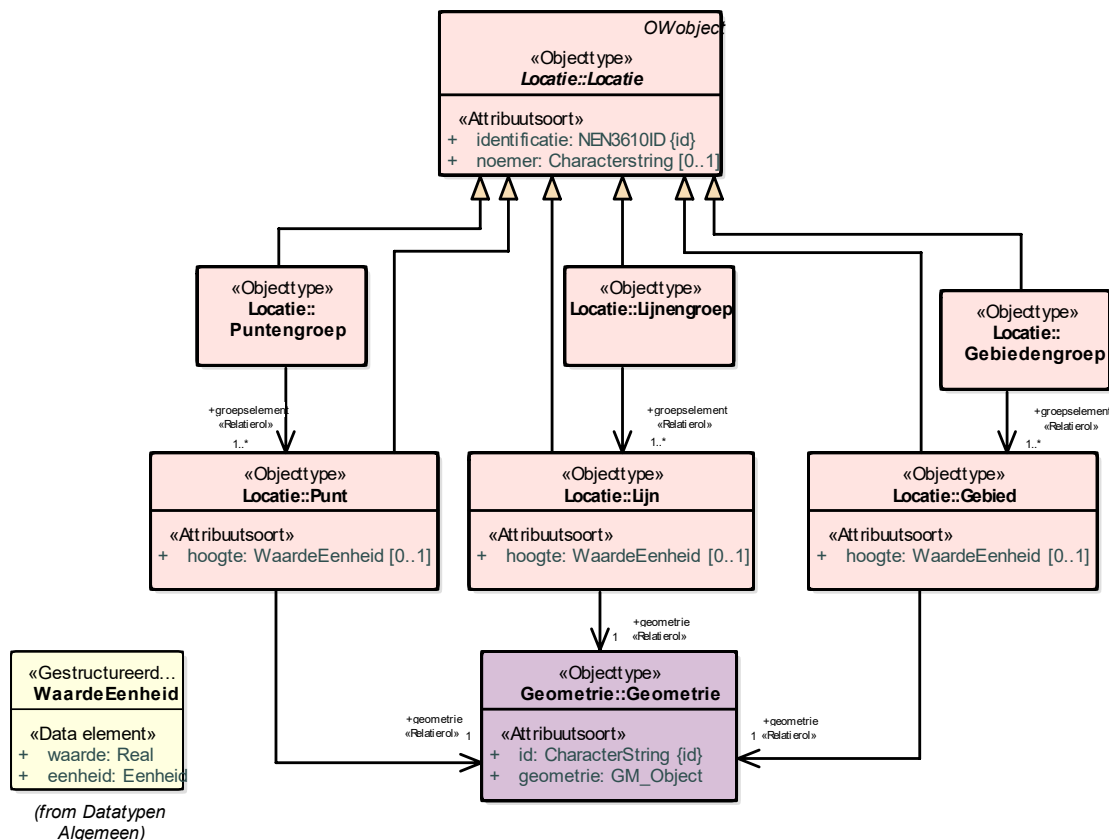 OWobject
«Objecttype»
Locatie::Locatie
«Attribuutsoort»
+ identificatie: NEN3610ID {id}
+ noemer: Characterstring [0..1]
«Objecttype»
Locatie::
Puntengroep
«Objecttype»
Locatie::Lijnengroep
«Objecttype»
Locatie::
Gebiedengroep
+groepselement
«Relatierol»
1..*
+groepselement
«Relatierol»
1..*
+groepselement
«Relatierol»
1..*
«Objecttype»
Locatie::Punt
«Attribuutsoort»
+ hoogte: WaardeEenheid [0..1]
«Objecttype»
Locatie::Lijn
«Attribuutsoort»
+ hoogte: WaardeEenheid [0..1]
«Objecttype»
Locatie::Gebied
«Attribuutsoort»
+ hoogte: WaardeEenheid [0..1]
+geometrie
1 «Relatierol»
«Gestructureerd...
WaardeEenheid
«Data element»
+ waarde: Real
+ eenheid: Eenheid
(from Datatypen
Algemeen)
+geometrie
«Relatierol» 1
«Objecttype»
Geometrie::Geometrie
«Attribuutsoort»
+ id: CharacterString {id}
+ geometrie: GM_Object
+geometrie
1 «Relatierol»